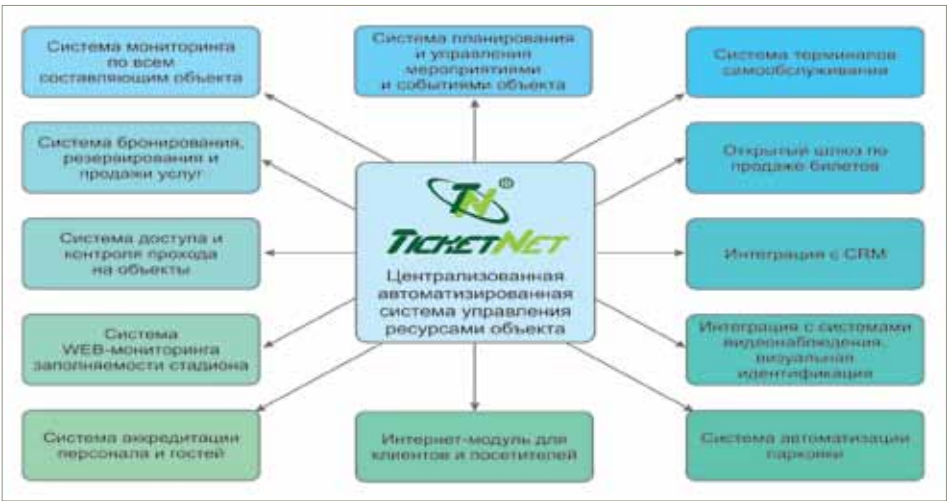 Система мониторинга
по всем
составляющим объекта
Система планирования
и управления
мероприятиями
и событиями объекта
Система терминалов
самообслуживания
Система бронирования,
резервирования и
продажи услуг
Открытый шлюз по
продаже билетов
TN®
TICKETNET
Централизованная
автоматизированная
система управления
ресурсами объекта
Система доступа и
контроля прохода
на объекты
Интеграция с CRM
Система
WEB-мониторинга
заполняемости стадиона
Интеграция с системами
видеонаблюдения,
визуальная
идентификация
Система аккредитации
персонала и гостей
Интернет-модуль для
клиентов и посетителей
Система автоматизации
парковки